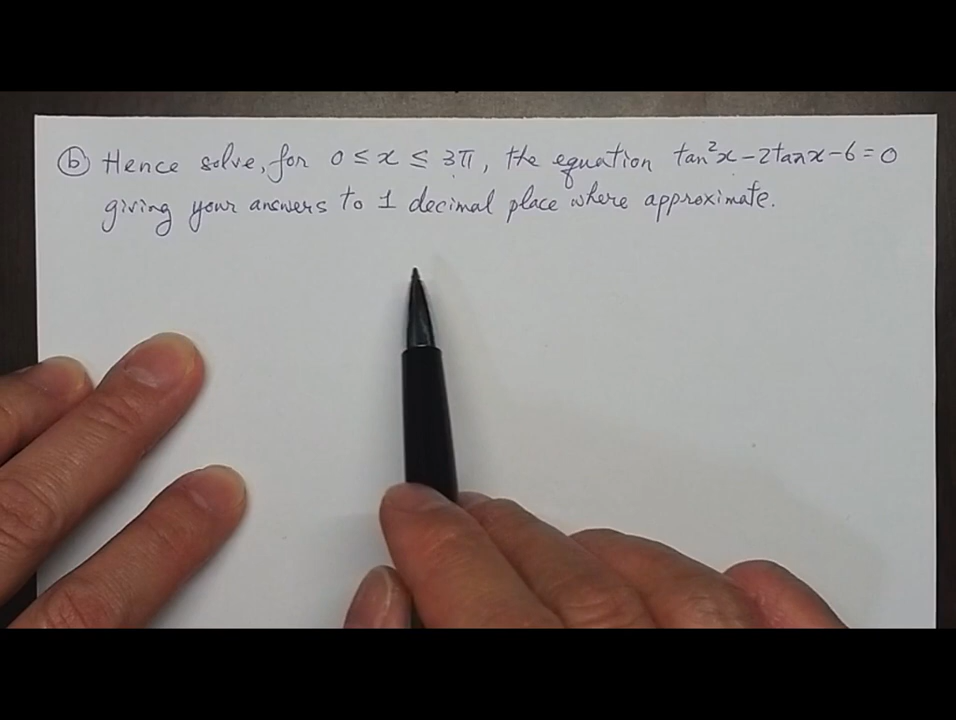 ⓑ Hence solve, for 0 ≤ x ≤ 3π, the equation tan²x - 2tanx - 6 = 0
giving your answers to 1 decimal place where approximate.